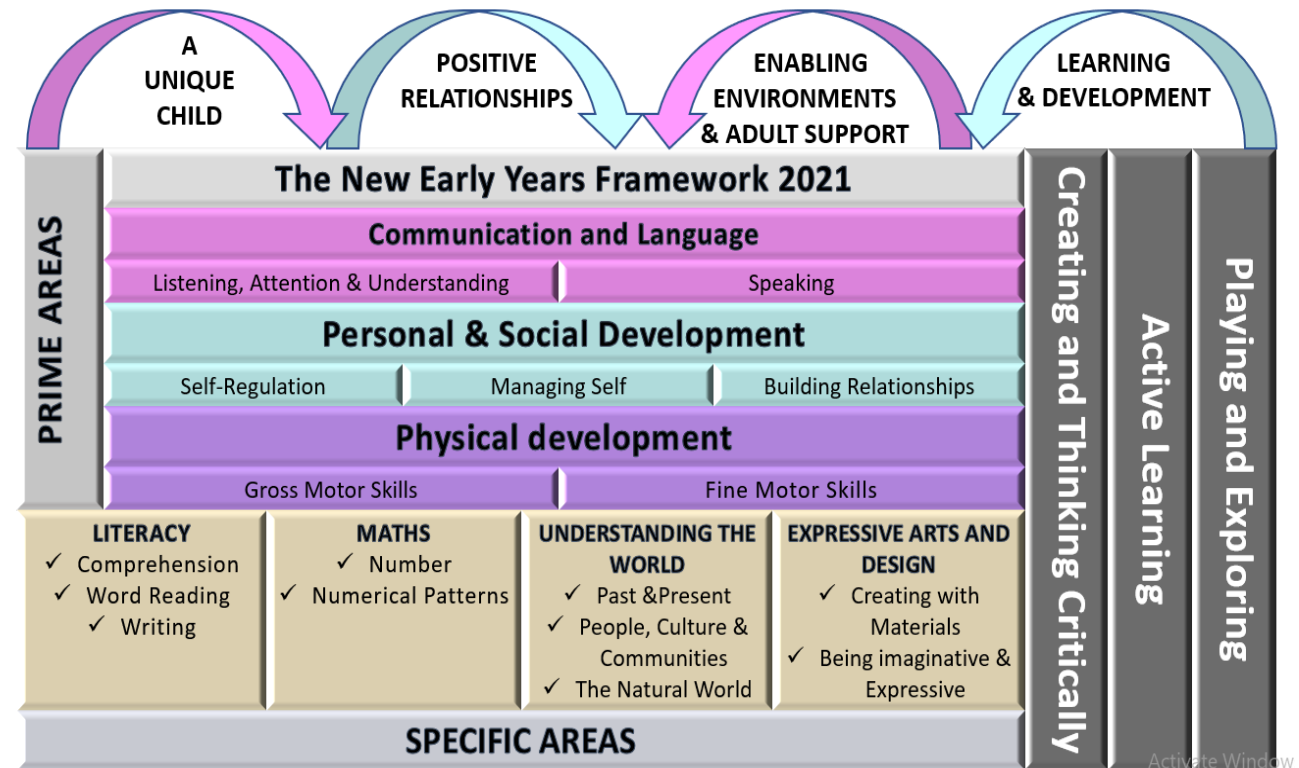 A
UNIQUE
CHILD
POSITIVE
RELATIONSHIPS
ENABLING
ENVIRONMENTS
& ADULT SUPPORT
LEARNING
& DEVELOPMENT
PRIME AREAS
The New Early Years Framework 2021
Communication and Language
Listening, Attention & Understanding
Speaking
Personal & Social Development
Self-Regulation
Managing Self
Building Relationships
Physical development
Gross Motor Skills
Fine Motor Skills
LITERACY
✓ Comprehension
✓ Word Reading
✓ Writing
MATHS
✓ Number
✓ Numerical Patterns
UNDERSTANDING THE
WORLD
✓ Past &Present
✓ People, Culture &
Communities
✓ The Natural World
EXPRESSIVE ARTS AND
DESIGN
✓ Creating with
Materials
✓ Being imaginative &
Expressive
SPECIFIC AREAS
Creating and Thinking Critically
Active Learning
Playing and Exploring
Activate Window